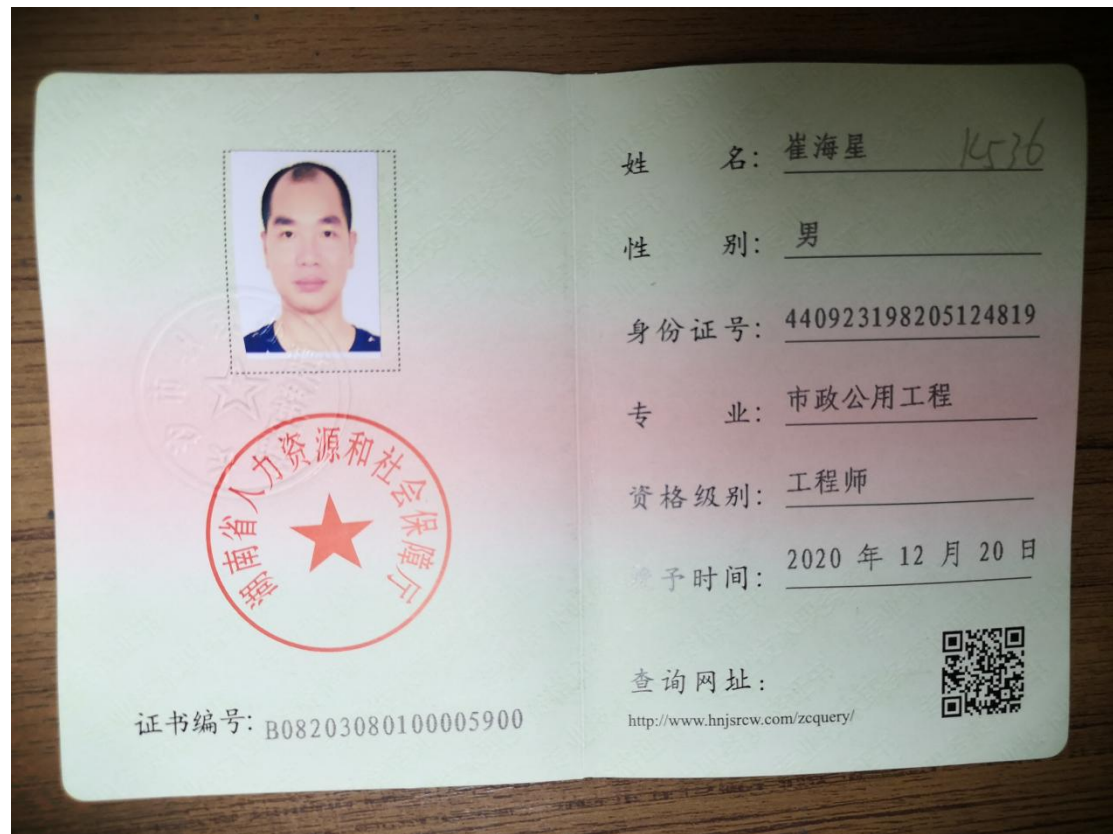 湖南省人力资源和社会保障厅
证书编号: B08203080100005900
姓 名: 崔海星
K536
性 别: 男
身份证号: 440923198205124819
专 业: 市政公用工程
资格级别: 工程师
授予时间: 2020 年 12 月 20 日
查询网址:
http://www.hnjsrcw.com/zcquery/